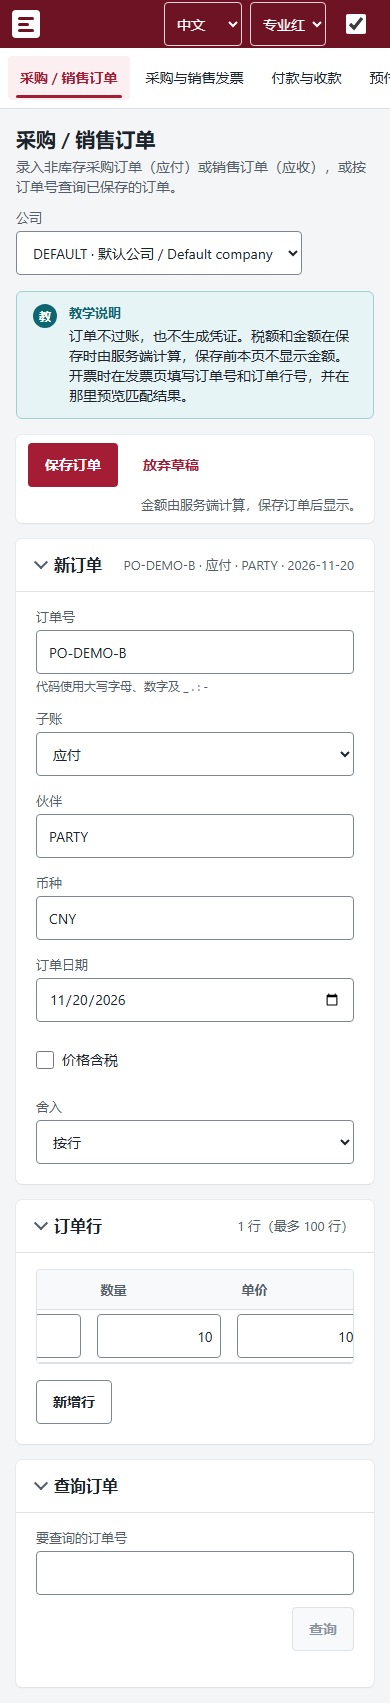 中文 专业红
采购 / 销售订单 采购与销售发票 付款与收款
采购 / 销售订单
录入非库存采购订单（应付）或销售订单（应收），或按
订单号查询已保存的订单。
公司
DEFAULT · 默认公司 / Default company
教 教学说明
订单不过账，也不生成凭证。税额和金额在保
存时由服务端计算，保存前本页不显示金额。
开票时在发票页填写订单号和订单行号，并在
那里预览匹配结果。
保存订单 放弃草稿
金额由服务端计算，保存订单后显示。
新订单 PO-DEMO-B · 应付 · PARTY · 2026-11-20
订单号
PO-DEMO-B
代码使用大写字母、数字及 _ . : -
子账
应付
伙伴
PARTY
币种
CNY
订单日期
11/20/2026
价格含税
舍入
按行
订单行 1 行（最多 100 行）
数量 单价
10 10
新增行
查询订单
要查询的订单号
查询